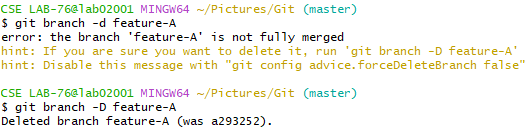 CSE LAB-76@lab02001 MINGW64 ~/Pictures/Git (master)
$ git branch -d feature-A
error: the branch 'feature-A' is not fully merged
hint: If you are sure you want to delete it, run 'git branch -D feature-A'
hint: Disable this message with "git config advice.forceDeleteBranch false"
CSE LAB-76@lab02001 MINGW64 ~/Pictures/Git (master)
$ git branch -D feature-A
Deleted branch feature-A (was a293252).